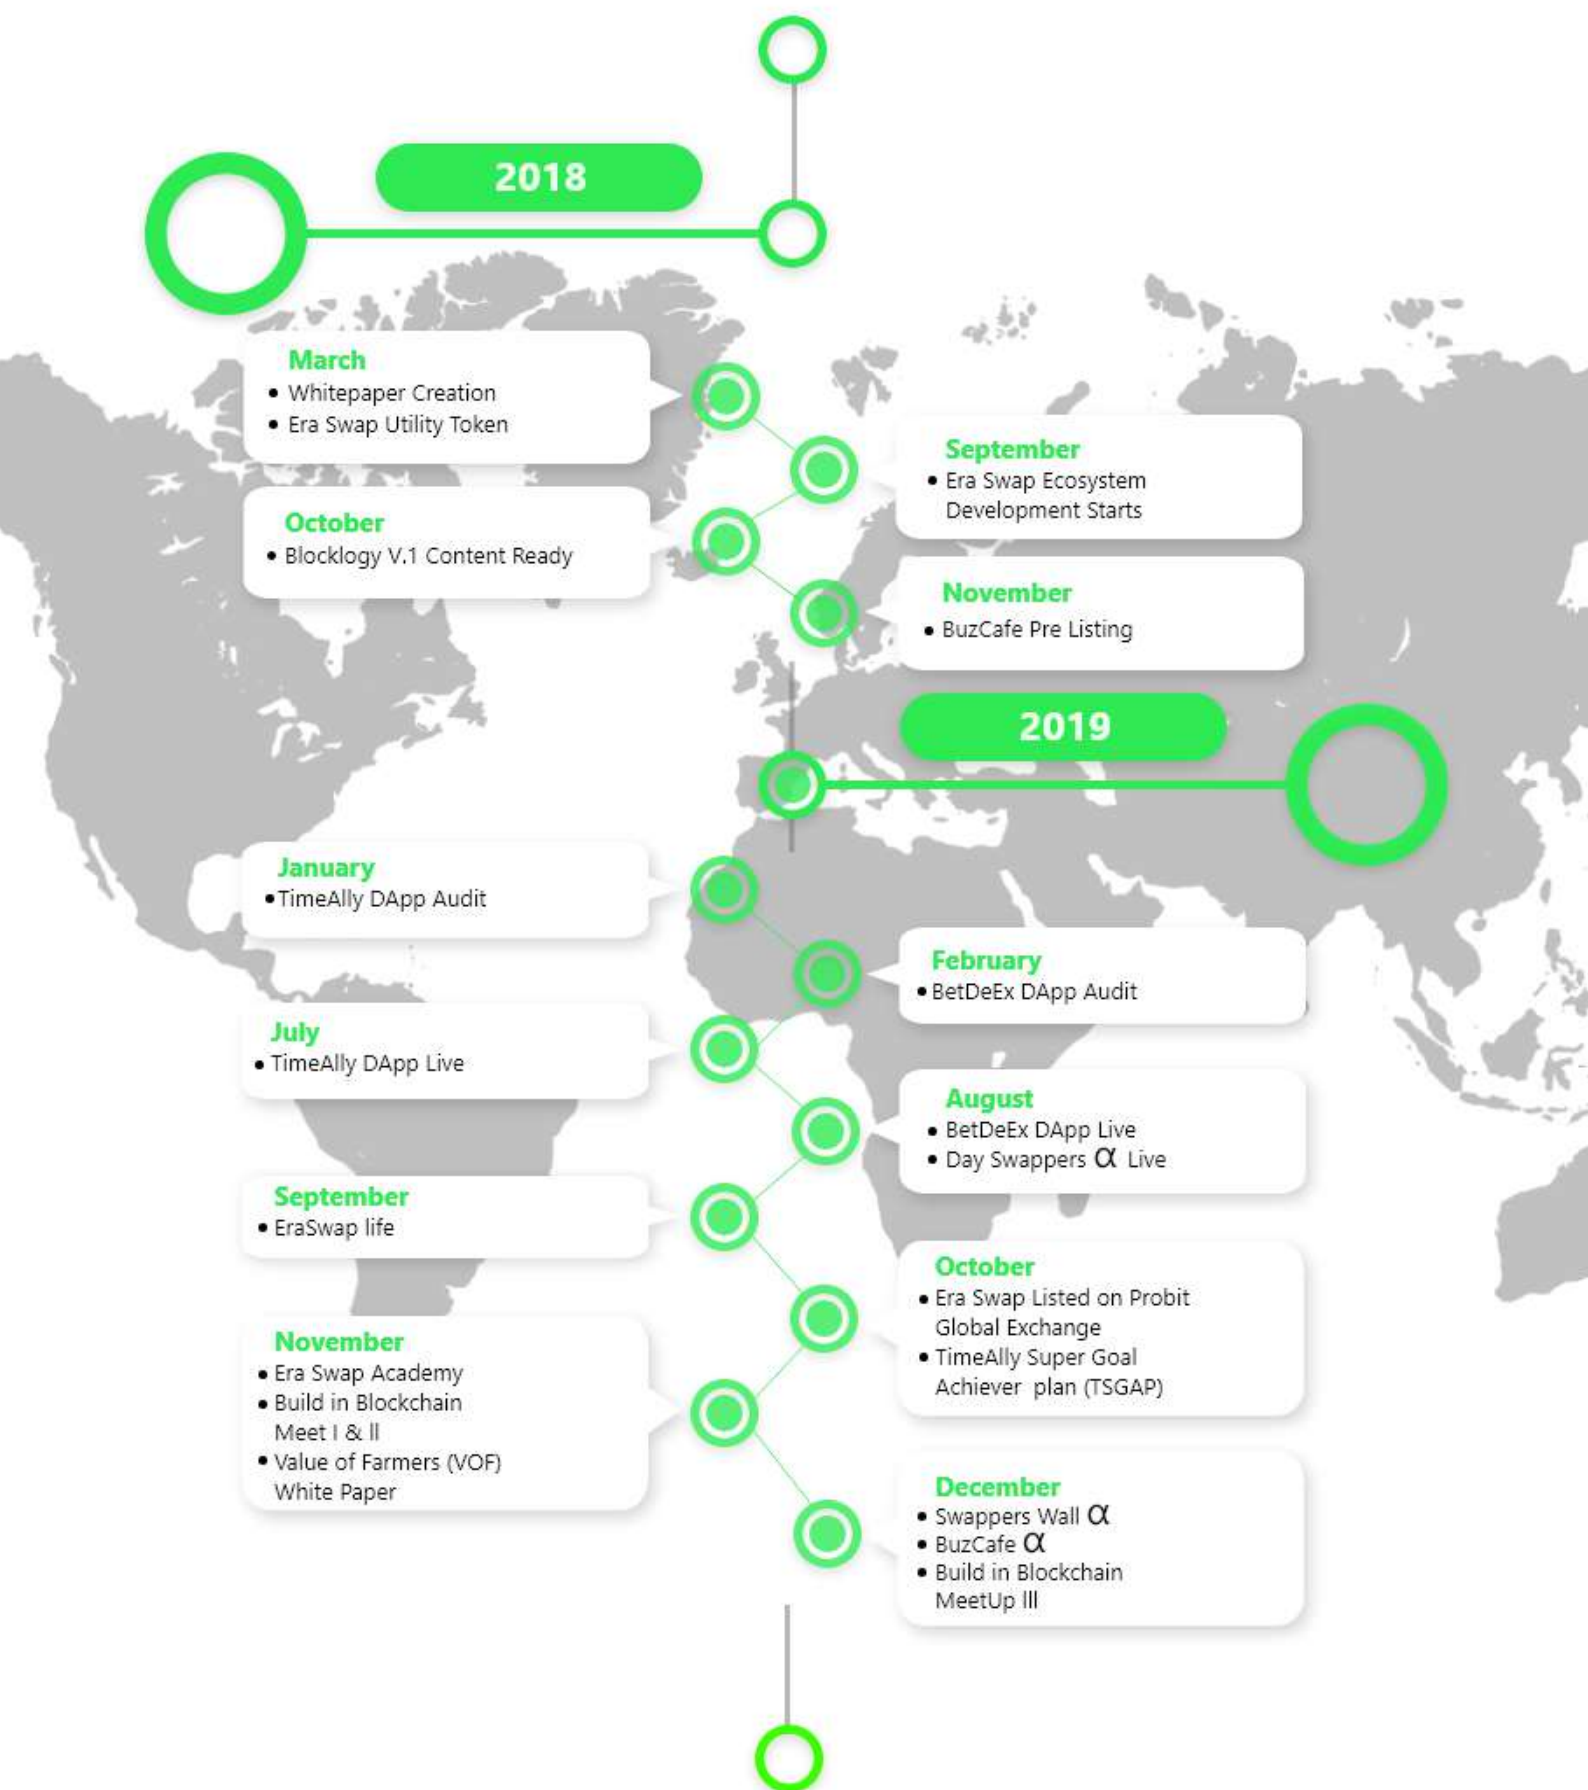 2018
March
• Whitepaper Creation
• Era Swap Utility Token
September
• Era Swap Ecosystem
Development Starts
October
• Blocklogy V.1 Content Ready
November
• BuzCafe Pre Listing
2019
January
• TimeAlly DApp Audit
February
• BetDeEx DApp Audit
July
• TimeAlly DApp Live
August
• BetDeEx DApp Live
• Day Swappers α Live
September
• EraSwap life
October
• Era Swap Listed on Probit
Global Exchange
• TimeAlly Super Goal
Achiever plan (TSGAP)
November
• Era Swap Academy
• Build in Blockchain
Meet I & ll
• Value of Farmers (VOF)
White Paper
December
• Swappers Wall α
• BuzCafe α
• Build in Blockchain
MeetUp lll